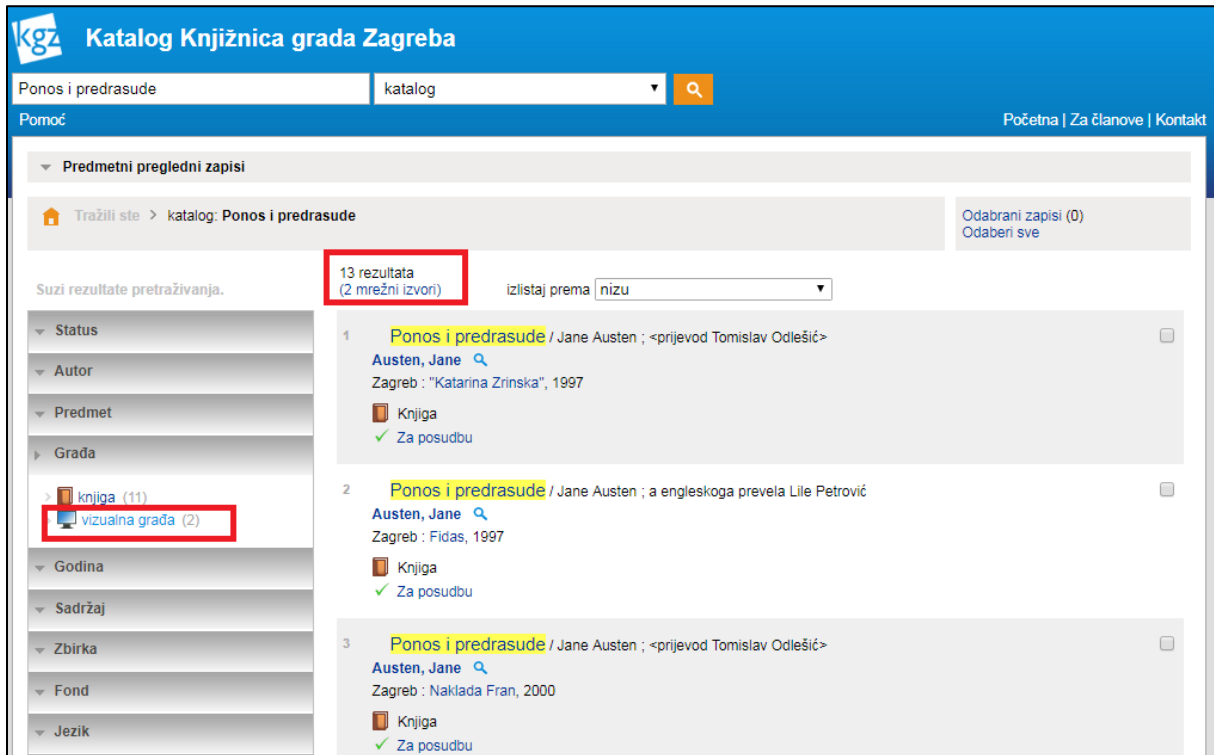 kgz Katalog Knjižnica grada Zagreba
Ponos i predrasude katalog
Pomoć Početna | Za članove | Kontakt
Predmetni pregledni zapisi
Tražili ste > katalog: Ponos i predrasude
Odabrani zapisi (0)
Odaberi sve
Suzi rezultate pretraživanja.
13 rezultata
(2 mrežni izvori)
izlistaj prema nizu
Status
Autor
Predmet
Građa
knjiga (11)
vizualna građa (2)
Godina
Sadržaj
Zbirka
Fond
Jezik
1 Ponos i predrasude / Jane Austen ; <prijevod Tomislav Odlešić>
Austen, Jane
Zagreb : "Katarina Zrinska", 1997
Knjiga
Za posudbu
2 Ponos i predrasude / Jane Austen ; a engleskoga prevela Lile Petrović
Austen, Jane
Zagreb : Fidas, 1997
Knjiga
Za posudbu
3 Ponos i predrasude / Jane Austen ; <prijevod Tomislav Odlešić>
Austen, Jane
Zagreb : Naklada Fran, 2000
Knjiga
Za posudbu